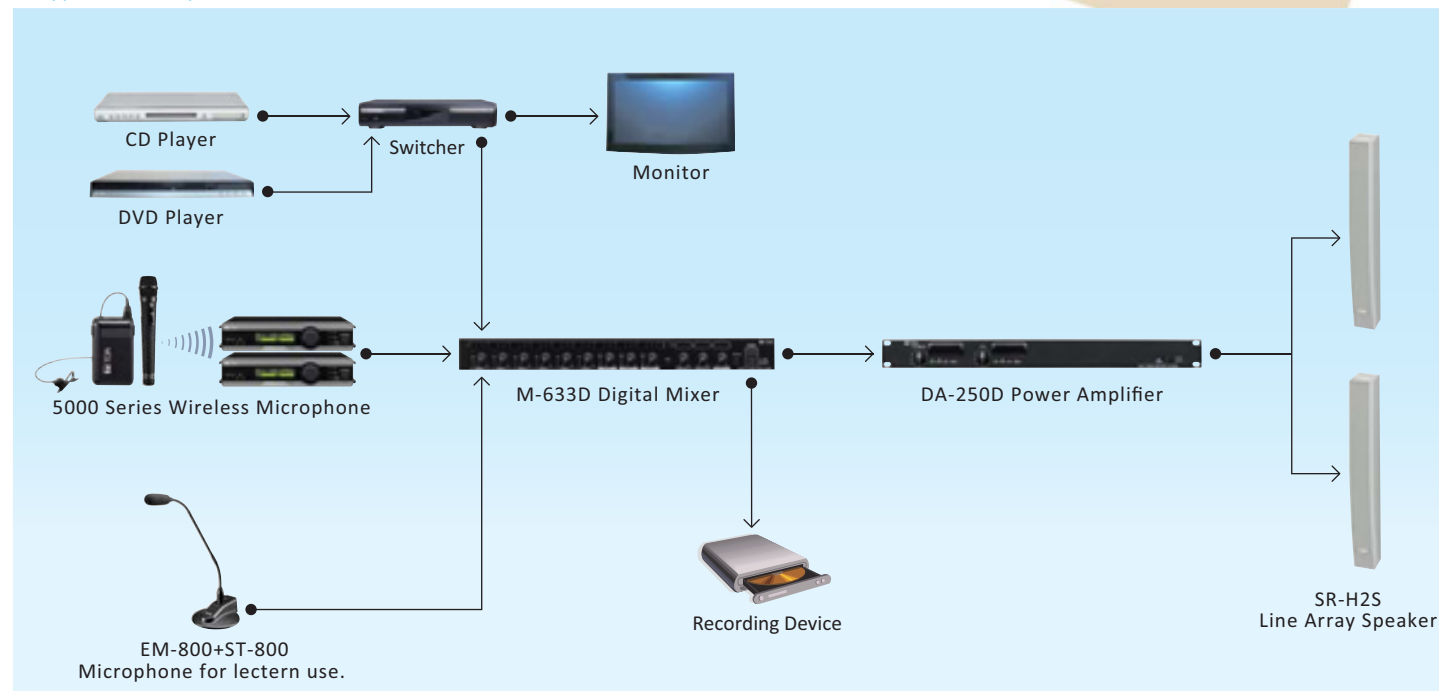 CD Player
Switcher
Monitor
DVD Player
5000 Series Wireless Microphone
M-633D Digital Mixer
DA-250D Power Amplifier
EM-800+ST-800
Microphone for lectern use.
Recording Device
SR-H2S
Line Array Speaker